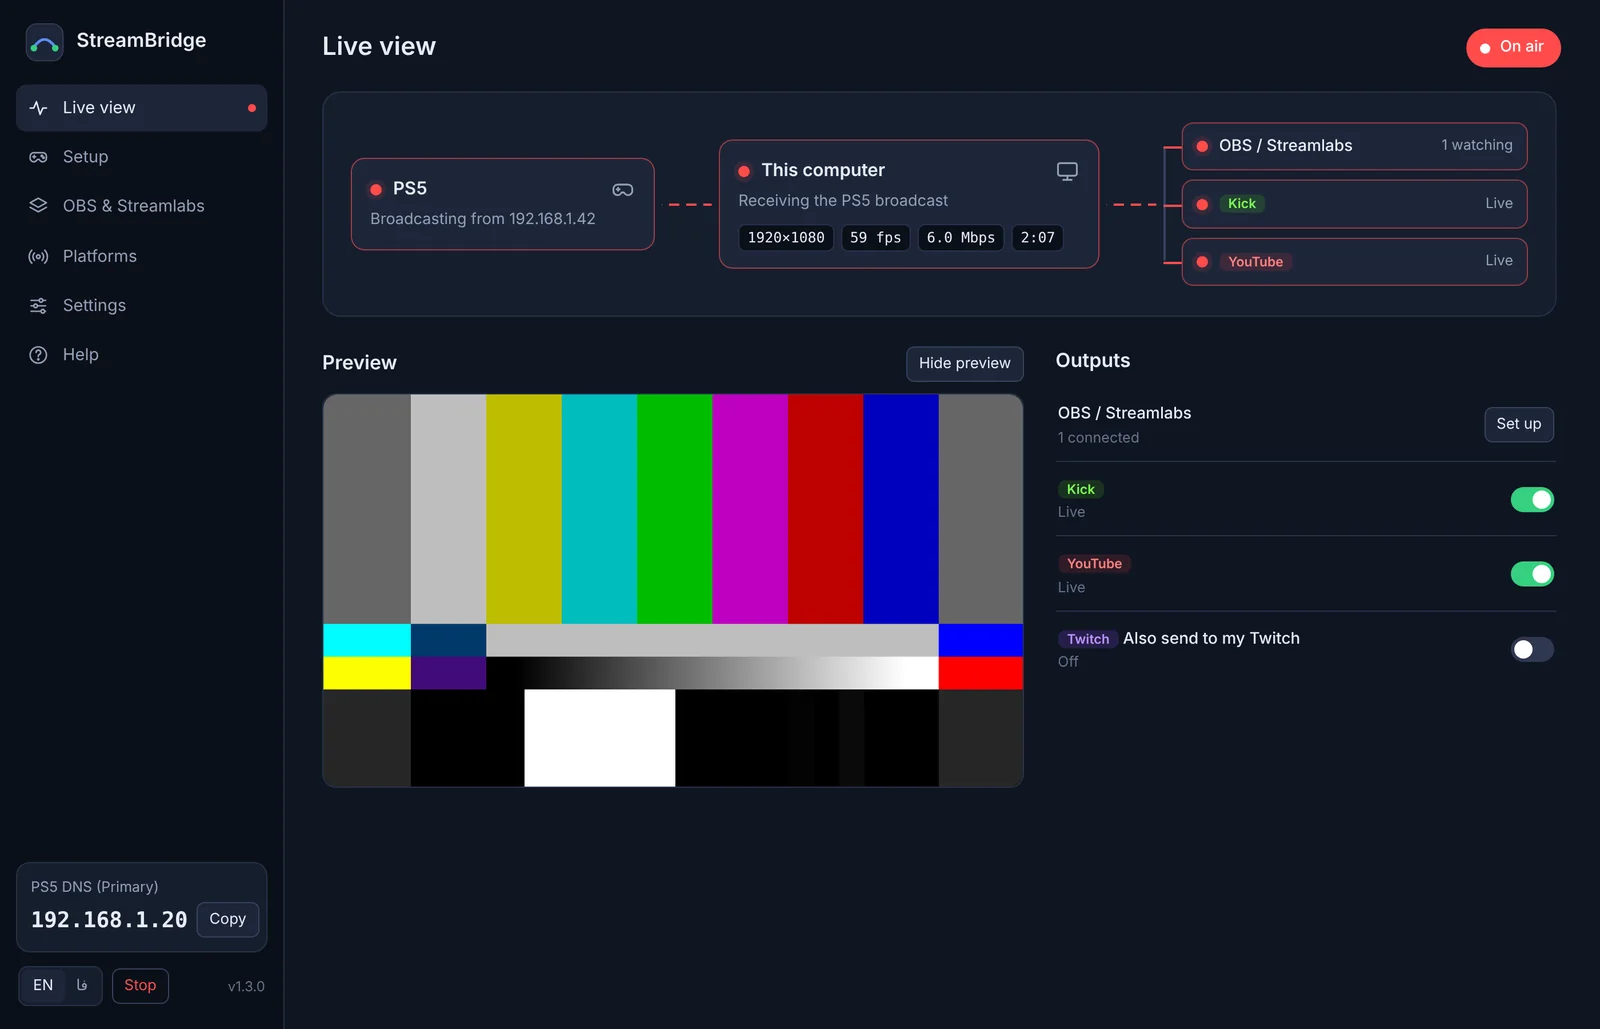 StreamBridge
Live view
Setup
OBS & Streamlabs
Platforms
Settings
Help
PS5 DNS (Primary)
192.168.1.20 Copy
EN فا Stop v1.3.0
Live view
On air
PS5
Broadcasting from 192.168.1.42
This computer
Receiving the PS5 broadcast
1920×1080 59 fps 6.0 Mbps 2:07
OBS / Streamlabs 1 watching
Kick Live
YouTube Live
Preview Hide preview
Outputs
OBS / Streamlabs
1 connected
Set up
Kick
Live
YouTube
Live
Twitch Also send to my Twitch
Off